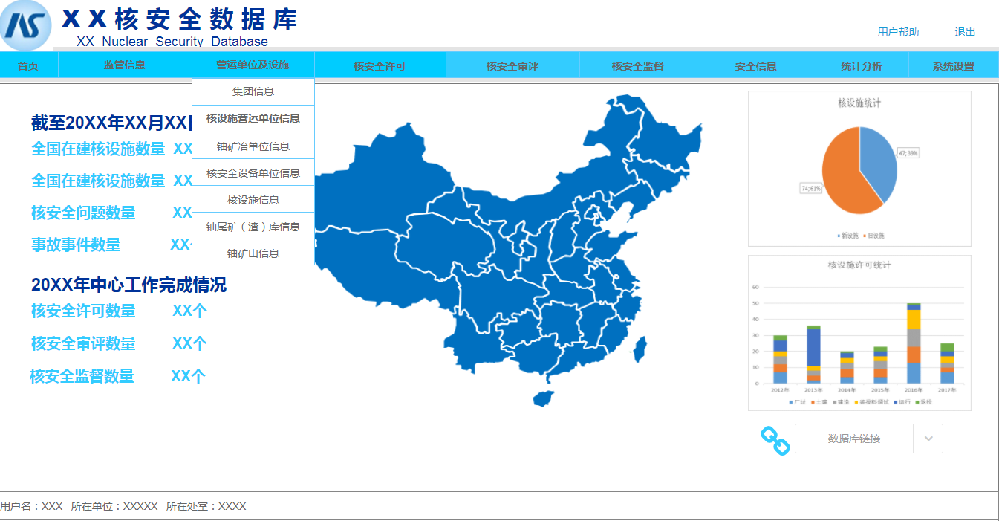 XX核安全数据库
XX Nuclear Security Database
用户帮助 退出
首页 监管信息 营运单位及设施 核安全许可 核安全审评 核安全监督 安全信息 统计分析 系统设置
集团信息
核设施营运单位信息
铀矿冶单位信息
核安全设备单位信息
核设施信息
铀尾矿（渣）库信息
铀矿山信息
截至20XX年XX月XX日
全国在建核设施数量 XX
全国在建核设施数量 XX
核安全问题数量 XX
事故事件数量 XX
20XX年中心工作完成情况
核安全许可数量 XX个
核安全审评数量 XX个
核安全监督数量 XX个
核设施统计
47; 39%
74; 61%
新设施 旧设施
核设施许可统计
60
50
40
30
20
10
0
2012年 2013年 2014年 2015年 2016年 2017年
厂址 土建 建造 装投料调试 运行 退役
数据库链接
用户名：XXX 所在单位：XXXXX 所在处室：XXXX